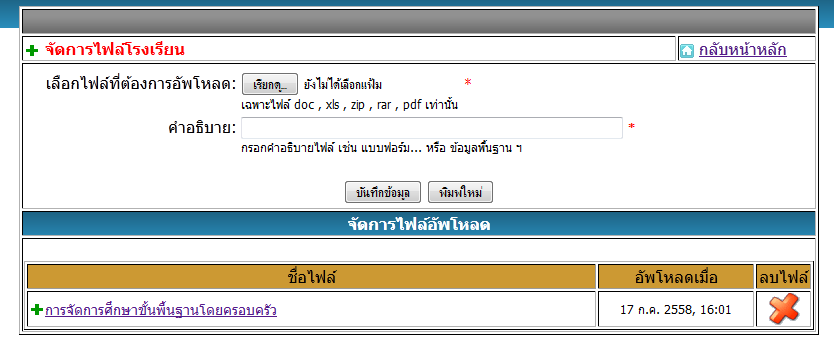 จัดการไฟล์โรงเรียน
กลับหน้าหลัก
เลือกไฟล์ที่ต้องการอัพโหลด: เรียกดู... ยังไม่ได้เลือกแฟ้ม *
เฉพาะไฟล์ doc , xls , zip , rar , pdf เท่านั้น
คำอธิบาย: *
กรอกคำอธิบายไฟล์ เช่น แบบฟอร์ม... หรือ ข้อมูลพื้นฐาน ฯ
บันทึกข้อมูล พิมพ์ใหม่
จัดการไฟล์อัพโหลด
ชื่อไฟล์ อัพโหลดเมื่อ ลบไฟล์
การจัดการศึกษาขั้นพื้นฐานโดยครอบครัว 17 ก.ค. 2558, 16:01